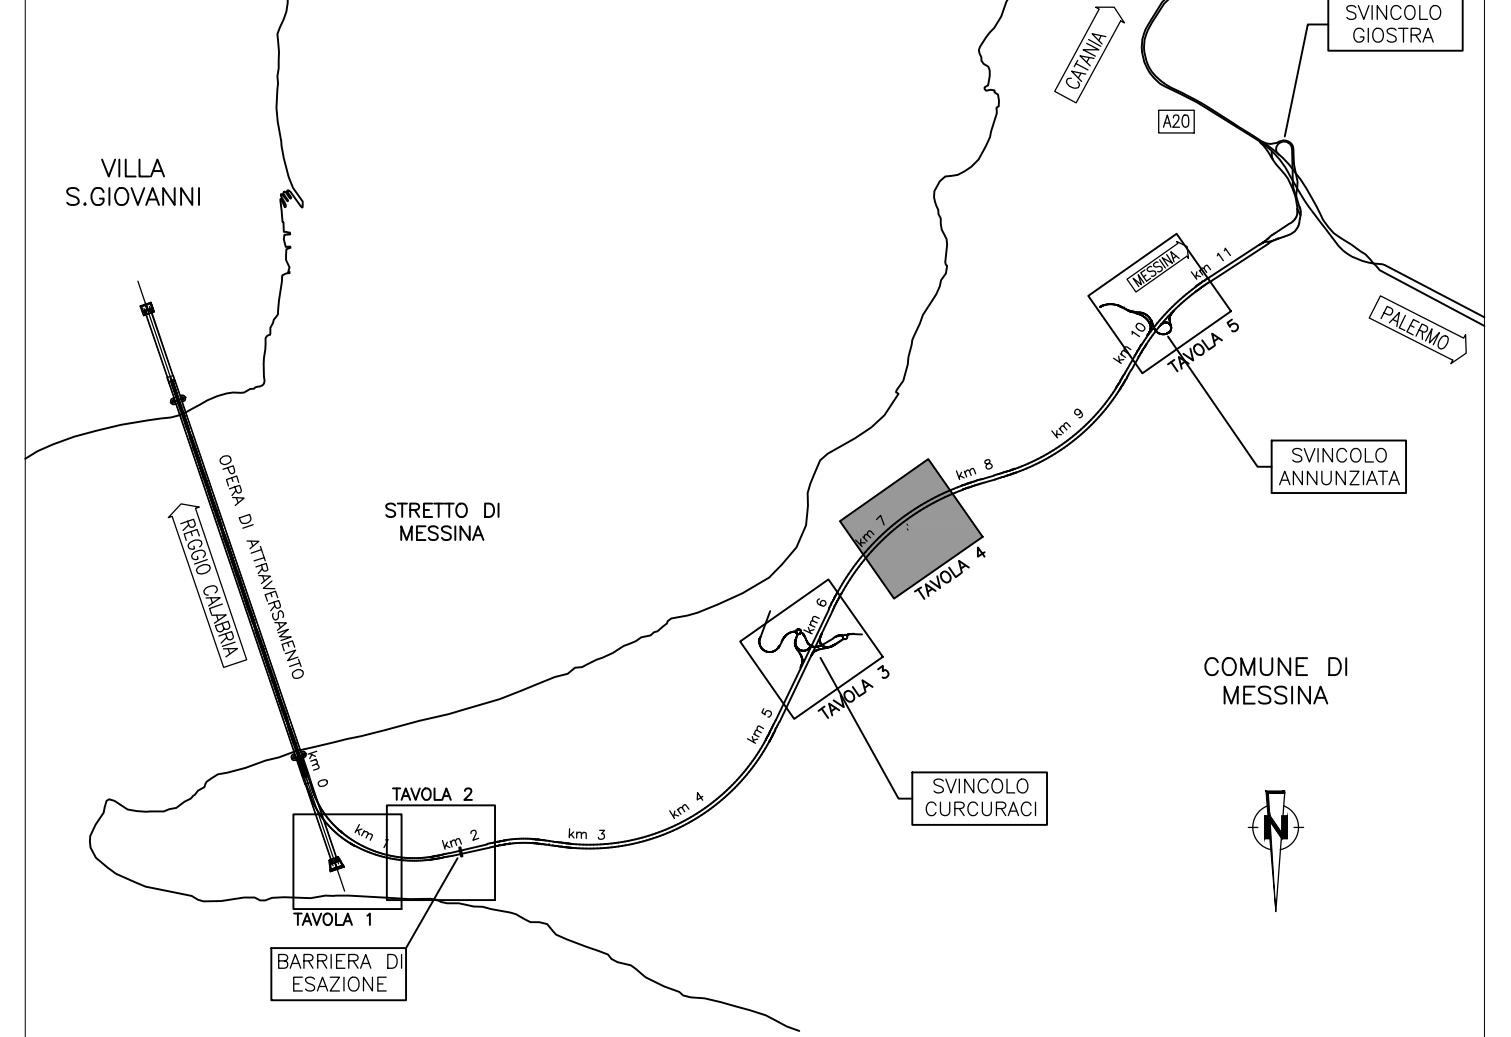 SVINCOLO
GIOSTRA
CATANIA
A20
VILLA
S.GIOVANNI
MESSINA
km 11
km 10
TAVOLA 5
PALERMO
km 9
SVINCOLO
ANNUNZIATA
km 8
OPERA DI ATTRAVERSAMENTO
REGGIO CALABRIA
STRETTO DI
MESSINA
km 7
TAVOLA 4
km 6
TAVOLA 3
km 5
COMUNE DI
MESSINA
km 0
SVINCOLO
CURCURACI
TAVOLA 2
km 4
km 3
km 2
km 1
N
TAVOLA 1
BARRIERA DI
ESAZIONE